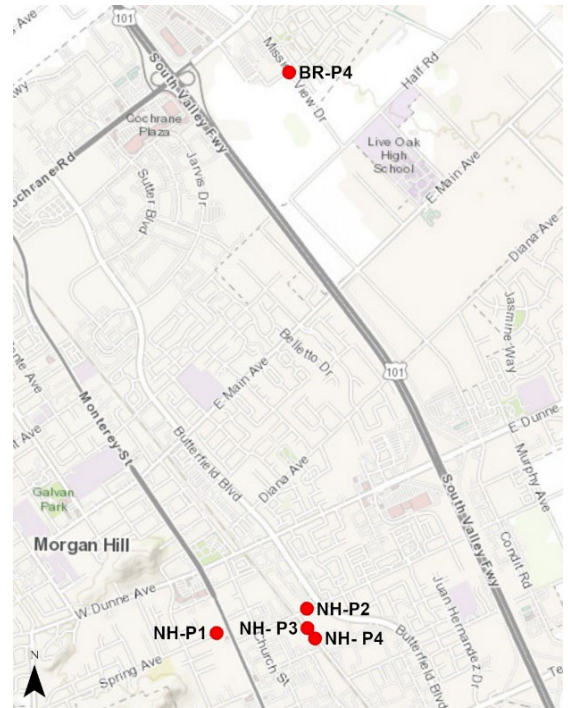 101
South Valley Fwy
Mission View Dr
BR-P4
Half Rd
Cochrane
Plaza
Live Oak
High
School
E Main Ave
Cochrane Rd
Jarvis Dr
Sutter Blvd
Diana Ave
Jasmine Way
Belletto Dr
101
E Main Ave
Monterey St
E Dunne
Butterfield Blvd
Diana Ave
Murphy Ave
Galvan
Park
South Valley Fwy
Condit Rd
Morgan Hill
W Dunne Ave
Juan Hernandez Dr
NH-P2
NH-P1
NH- P3
NH- P4
Church St
Butterfield Blvd
Spring Ave
N